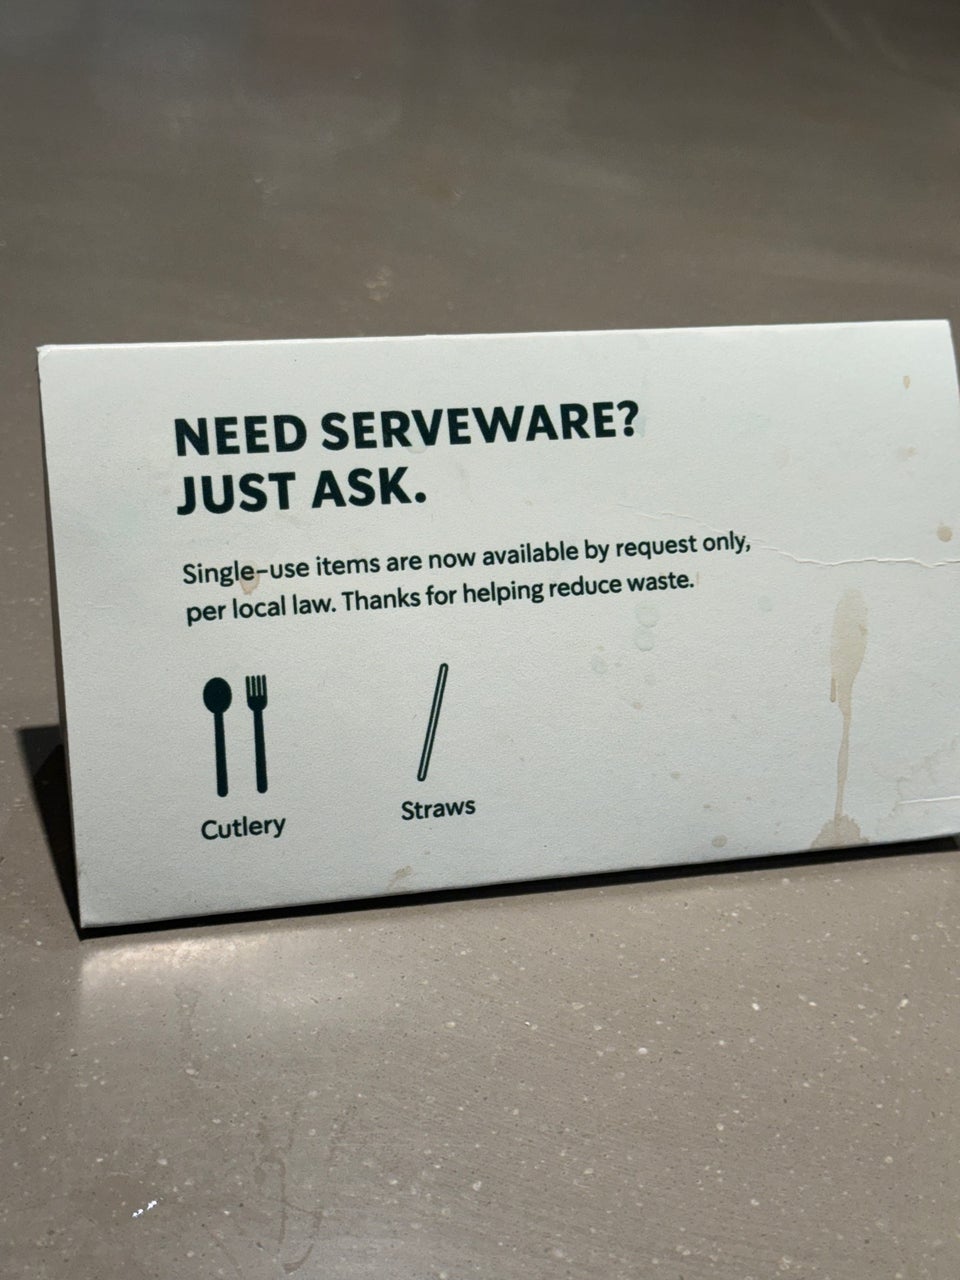 NEED SERVEWARE?
JUST ASK.
Single-use items are now available by request only,
per local law. Thanks for helping reduce waste.
Cutlery
Straws